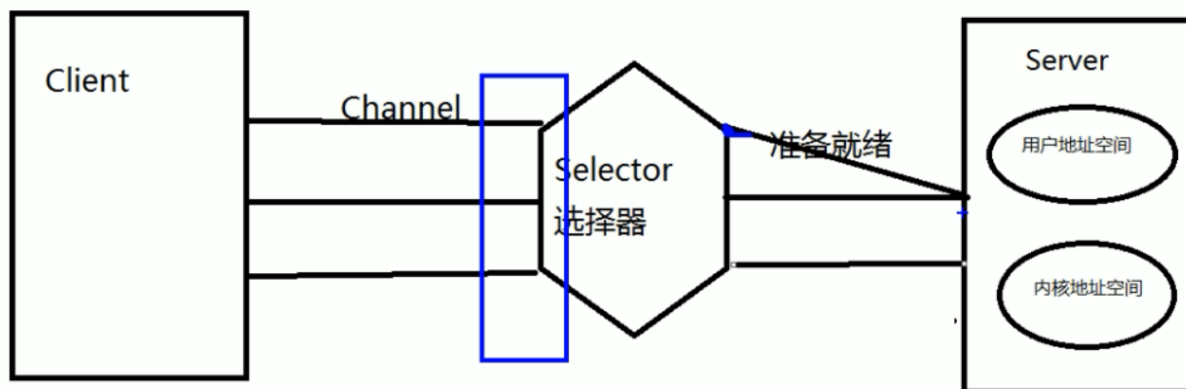 Client
Channel
Selector
选择器
准备就绪
Server
用户地址空间
内核地址空间